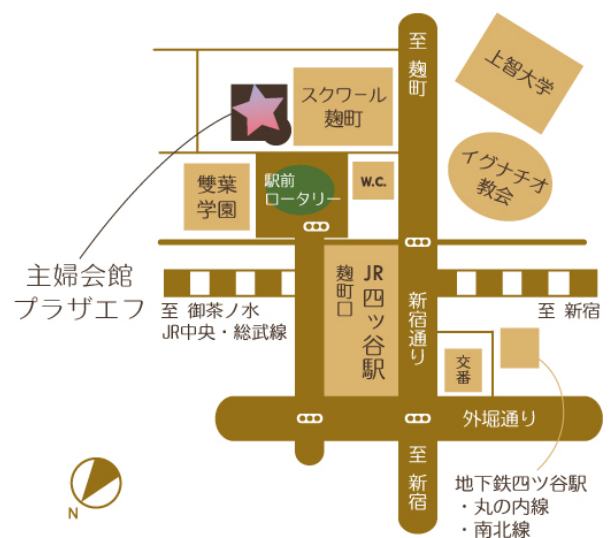 至 麹町
上智大学
スクワール
麹町
イグナチオ
教会
雙葉
学園
駅前
ロータリー
W.C.
主婦会館
プラザエフ
至 御茶ノ水
JR中央・総武線
麹町口
JR四ッ谷駅
新宿通り
至 新宿
交番
外堀通り
至 新宿
地下鉄四ツ谷駅
・丸の内線
・南北線
N